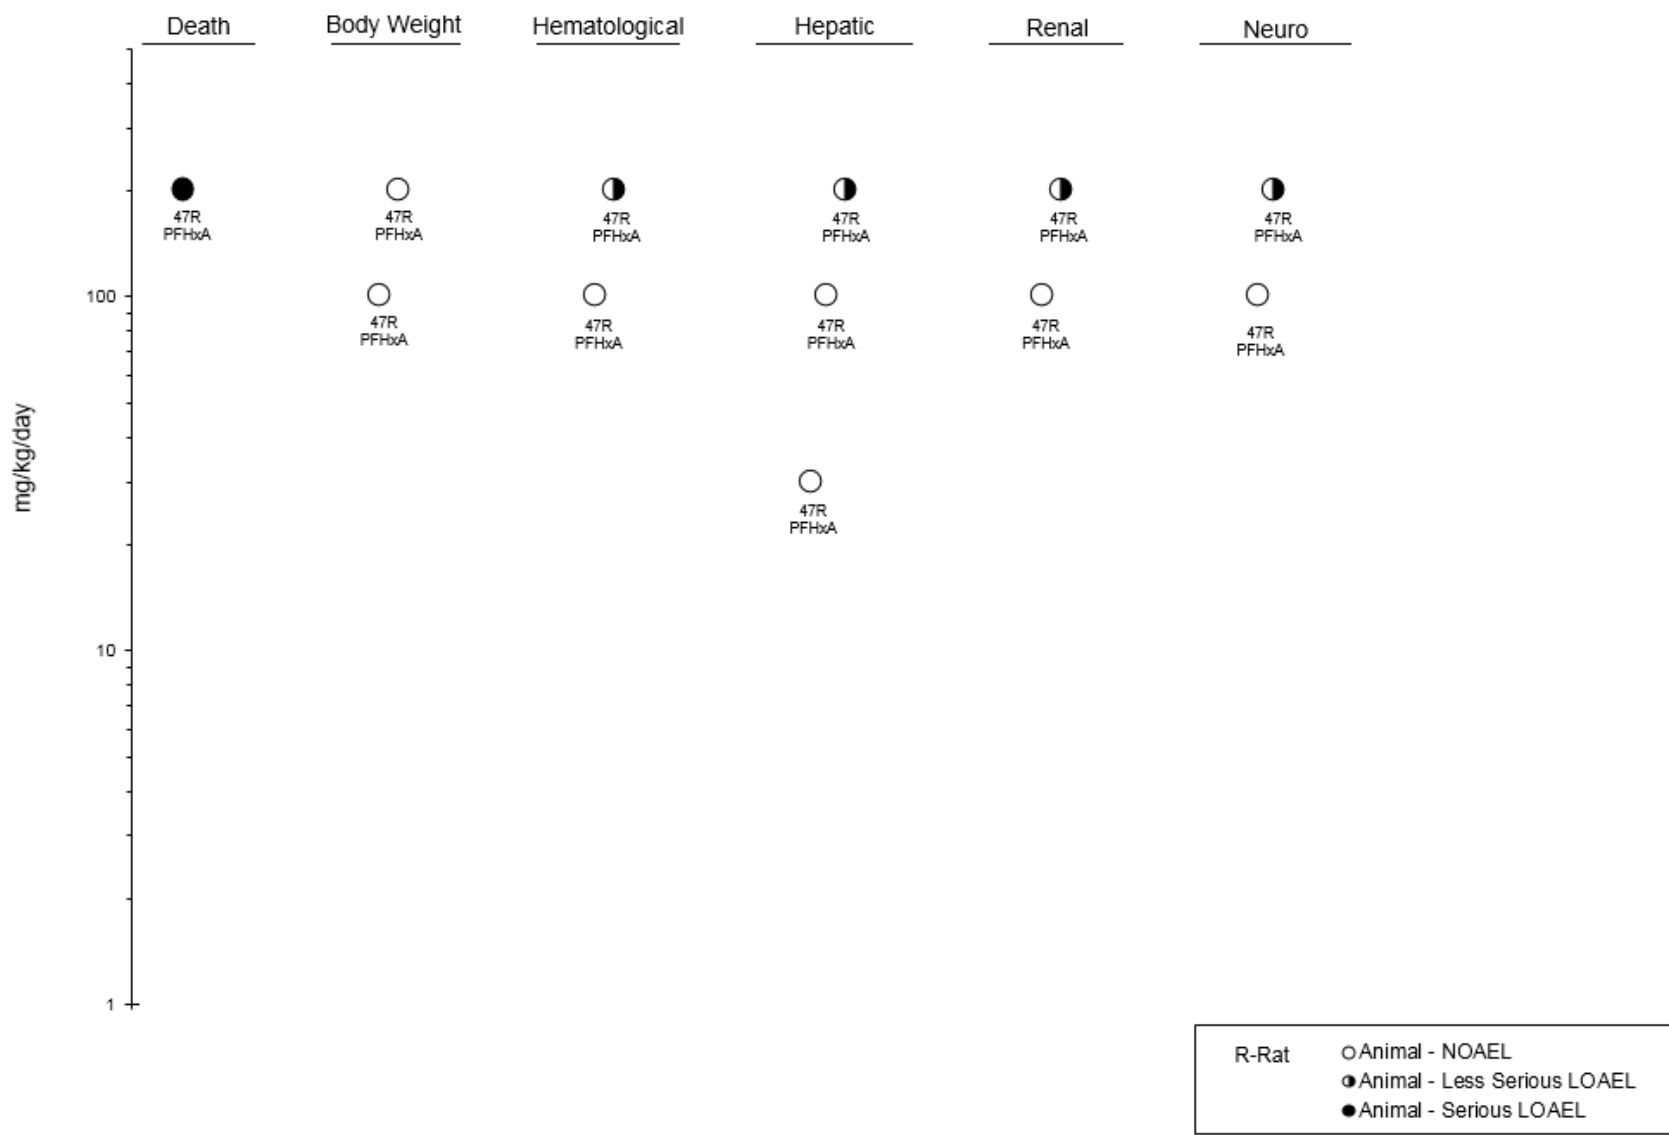 Death Body Weight Hematological Hepatic Renal Neuro
47R 47R 47R 47R 47R 47R
PFHxA PFHxA PFHxA PFHxA PFHxA PFHxA
100
47R 47R 47R 47R 47R
PFHxA PFHxA PFHxA PFHxA PFHxA
mg/kg/day
47R
PFHxA
10
1
R-Rat
Animal - NOAEL
Animal - Less Serious LOAEL
Animal - Serious LOAEL